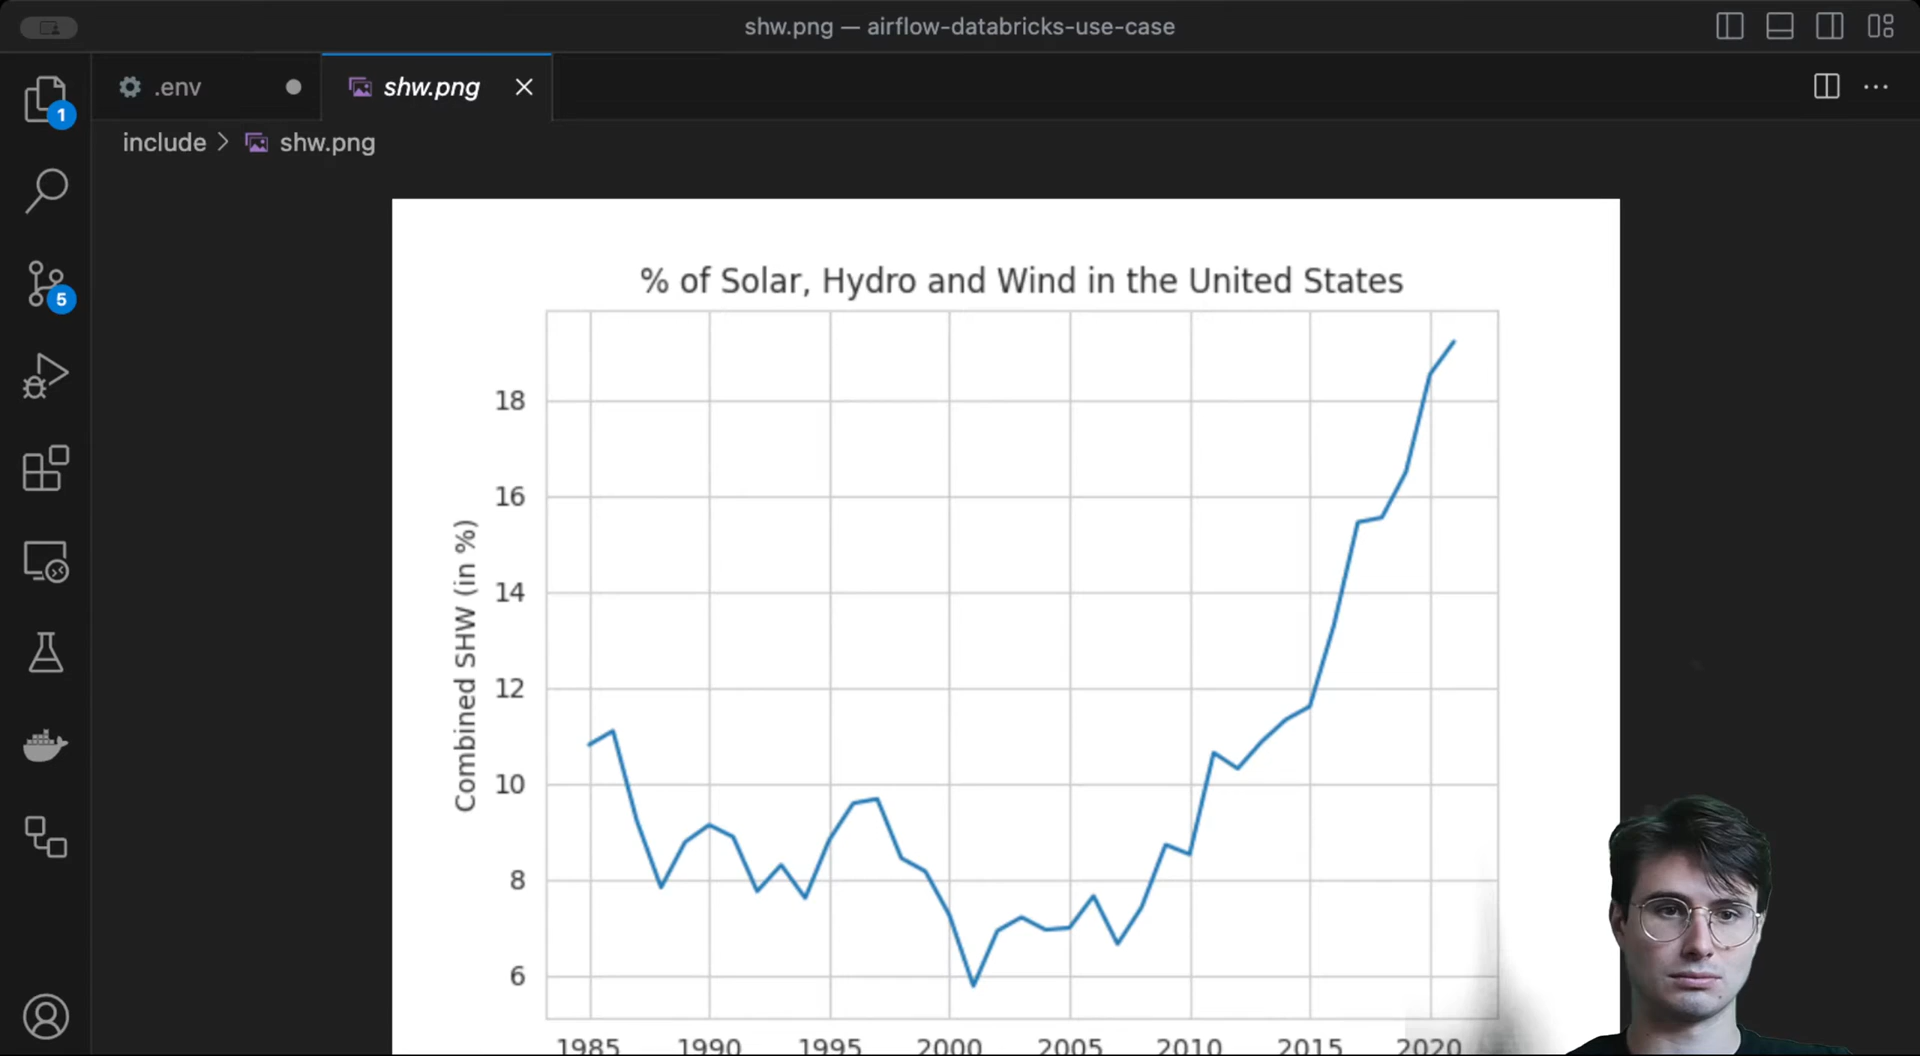 shw.png — airflow-databricks-use-case
.env
shw.png
1
include > shw.png
5
% of Solar, Hydro and Wind in the United States
Combined SHW (in %)
18
16
14
12
10
8
6
1985 1990 1995 2000 2005 2010 2015 2020